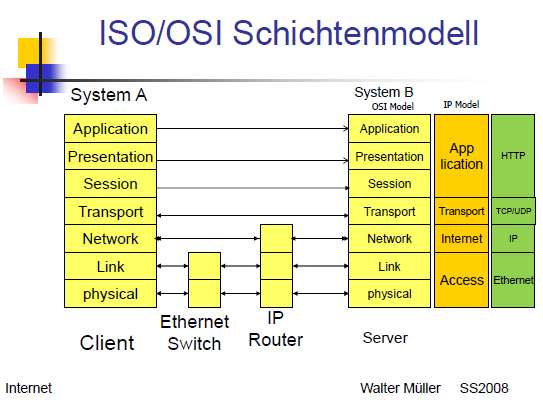 ISO/OSI Schichtenmodell
System A
System B
OSI Model
IP Model
Application
Presentation
Session
Transport
Network
Link
physical
Application
Presentation
Session
Transport
Network
Link
physical
App
lication
Transport
Internet
Access
HTTP
TCP/UDP
IP
Ethernet
Client
Ethernet
Switch
IP
Router
Server
Internet
Walter Müller SS2008